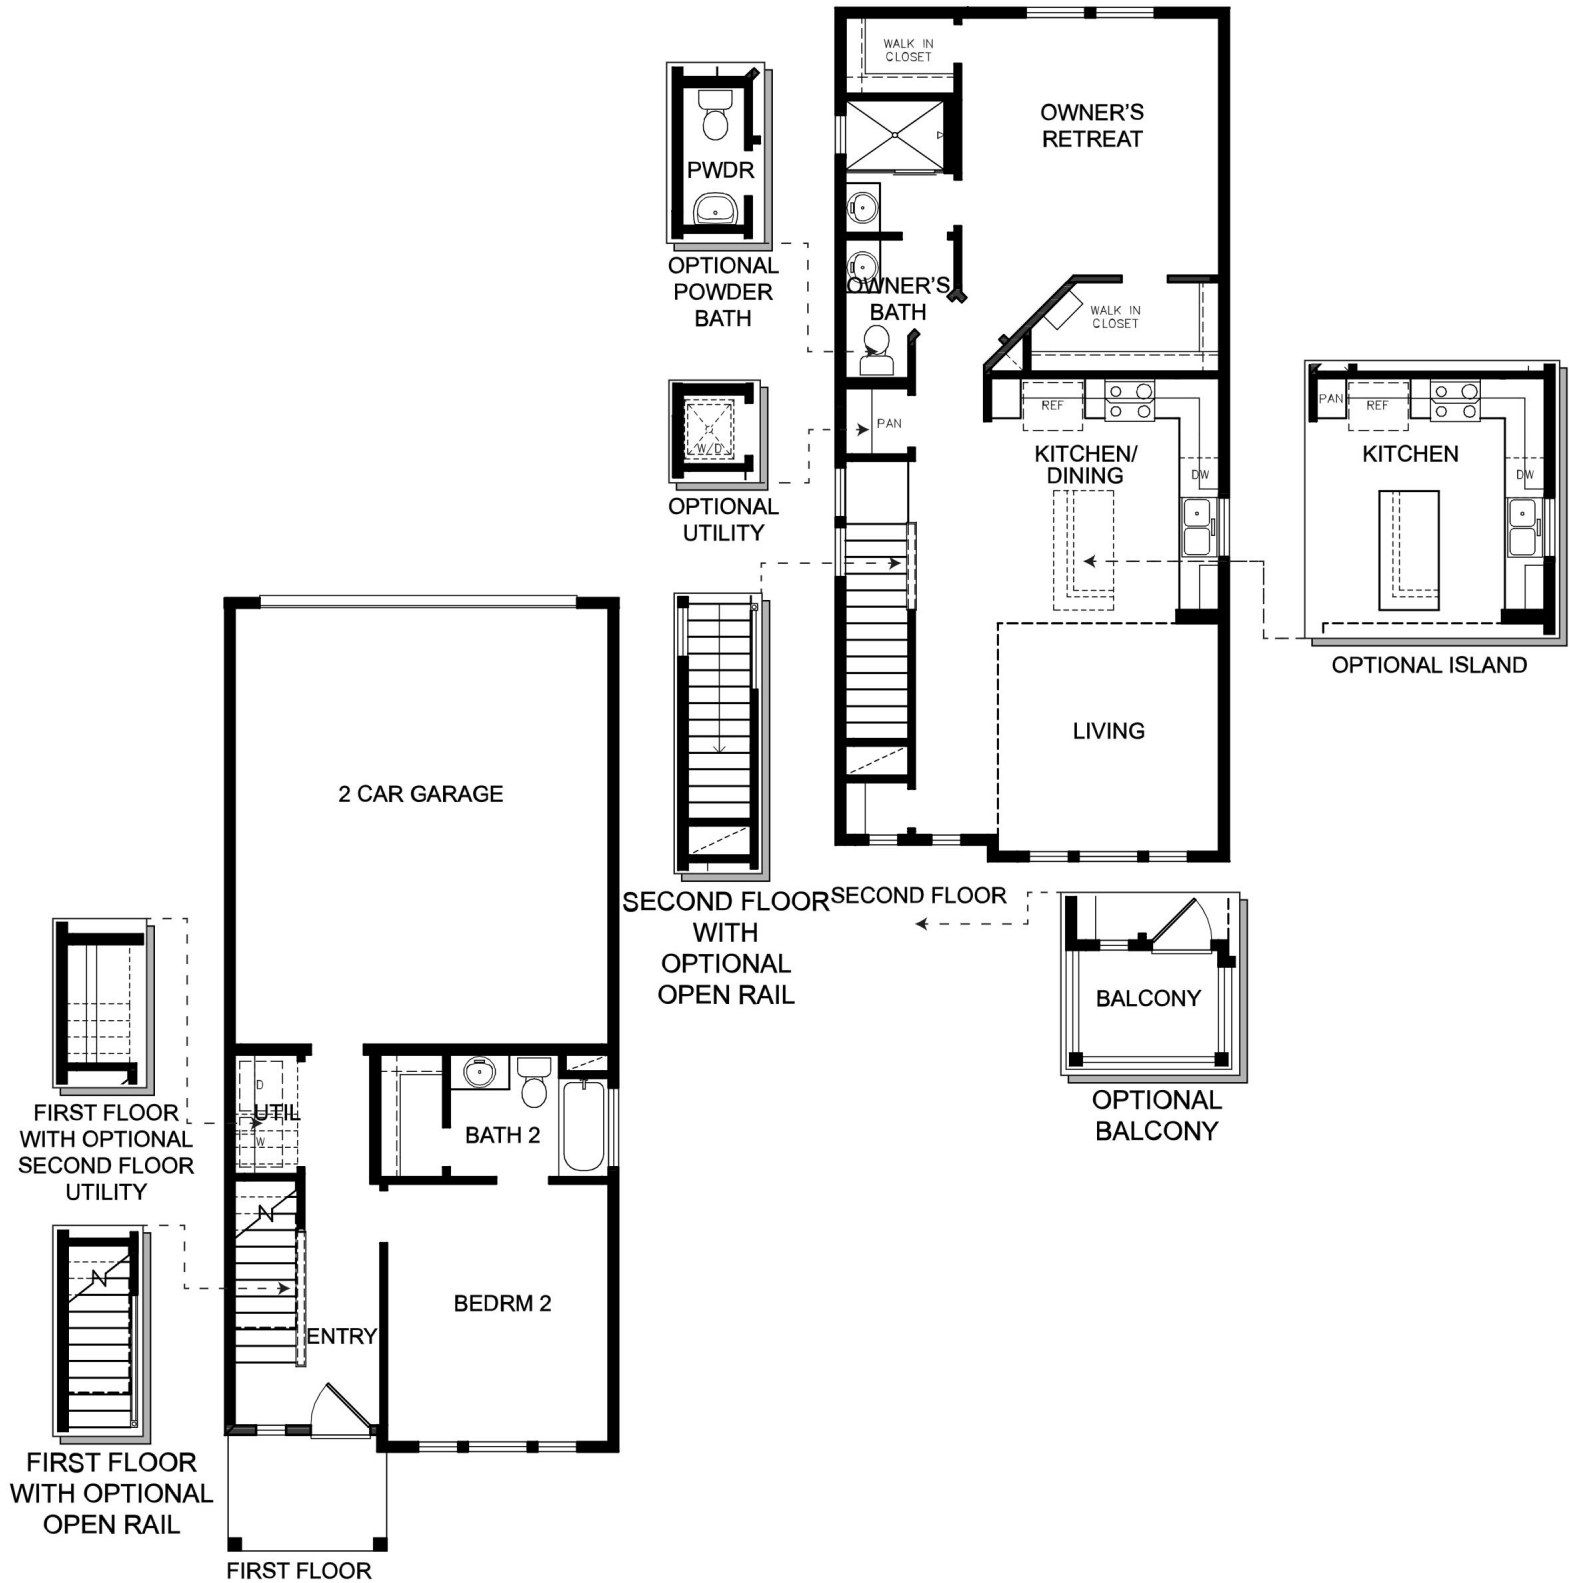 WALK IN
CLOSET
OWNER'S
RETREAT
PWDR
OPTIONAL
POWDER
BATH
OWNER'S
BATH
WALK IN
CLOSET
PAN
REF
KITCHEN/
DINING
DW
W/D
OPTIONAL
UTILITY
PAN
REF
KITCHEN
DW
OPTIONAL ISLAND
LIVING
2 CAR GARAGE
SECOND FLOOR
WITH
OPTIONAL
OPEN RAIL
SECOND FLOOR
BALCONY
OPTIONAL
BALCONY
D
UTIL
W
BATH 2
FIRST FLOOR
WITH OPTIONAL
SECOND FLOOR
UTILITY
BEDRM 2
ENTRY
FIRST FLOOR
WITH OPTIONAL
OPEN RAIL
FIRST FLOOR